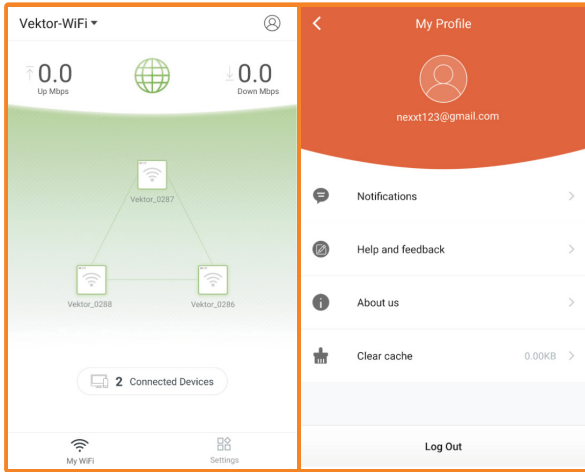 Vektor-WiFi
0.0
Up Mbps
0.0
Down Mbps
Vektor_0287
Vektor_0288
Vektor_0286
2 Connected Devices
My WiFi
Settings
My Profile
nexxt123@gmail.com
Notifications
Help and feedback
About us
Clear cache 0.00KB
Log Out